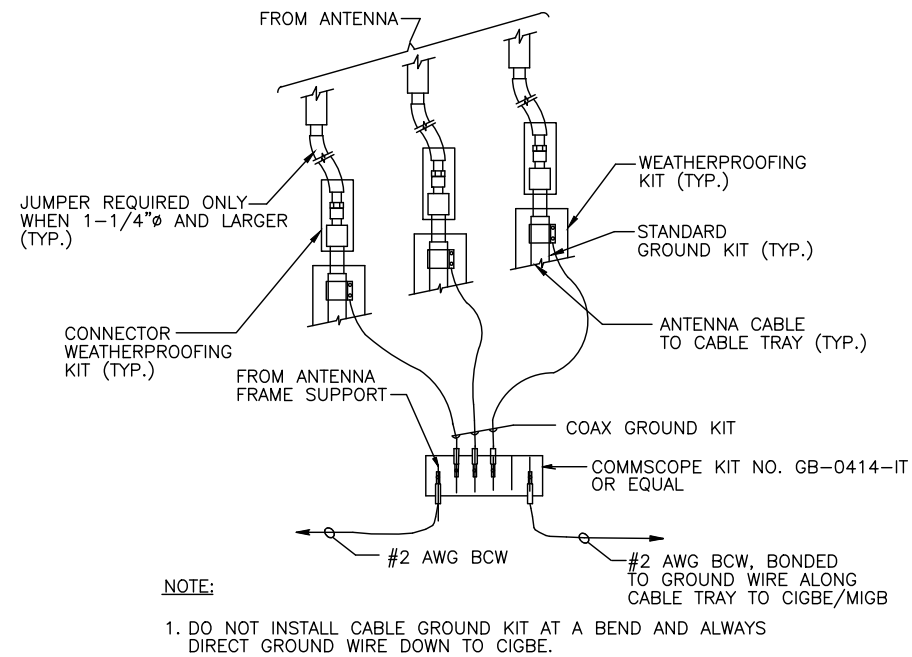 FROM ANTENNA
JUMPER REQUIRED ONLY
WHEN 1-1/4"ø AND LARGER
(TYP.)
WEATHERPROOFING
KIT (TYP.)
STANDARD
GROUND KIT (TYP.)
CONNECTOR
WEATHERPROOFING
KIT (TYP.)
ANTENNA CABLE
TO CABLE TRAY (TYP.)
FROM ANTENNA
FRAME SUPPORT
COAX GROUND KIT
COMMSCOPE KIT NO. GB-0414-IT
OR EQUAL
#2 AWG BCW
#2 AWG BCW, BONDED
TO GROUND WIRE ALONG
CABLE TRAY TO CIGBE/MIGB
NOTE:
1. DO NOT INSTALL CABLE GROUND KIT AT A BEND AND ALWAYS
DIRECT GROUND WIRE DOWN TO CIGBE.